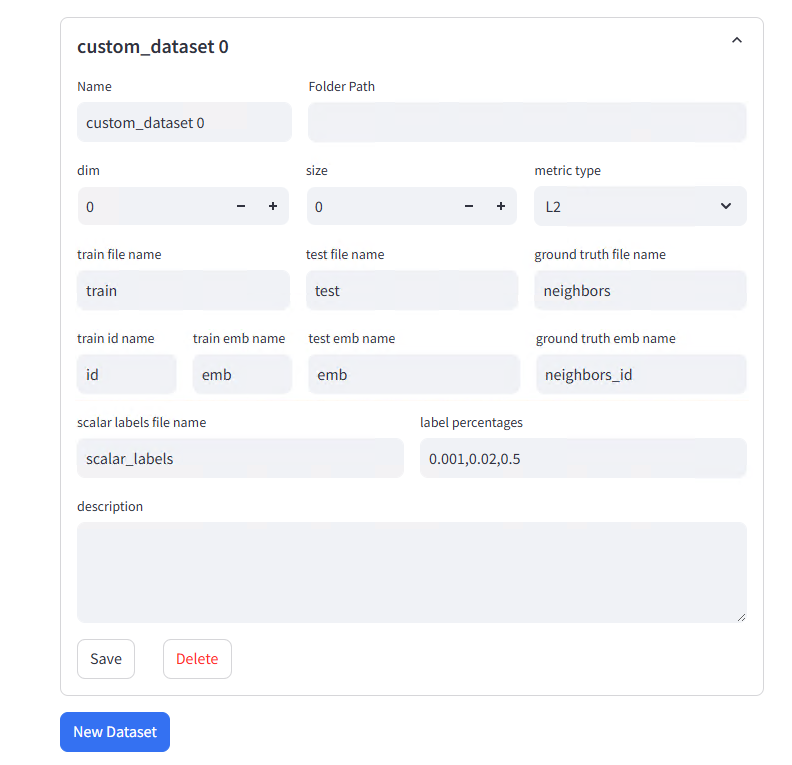 custom_dataset 0
Name Folder Path
custom_dataset 0
dim size metric type
0 - + 0 - + L2
train file name test file name ground truth file name
train test neighbors
train id name train emb name test emb name ground truth emb name
id emb emb neighbors_id
scalar labels file name label percentages
scalar_labels 0.001,0.02,0.5
description
Save Delete
New Dataset